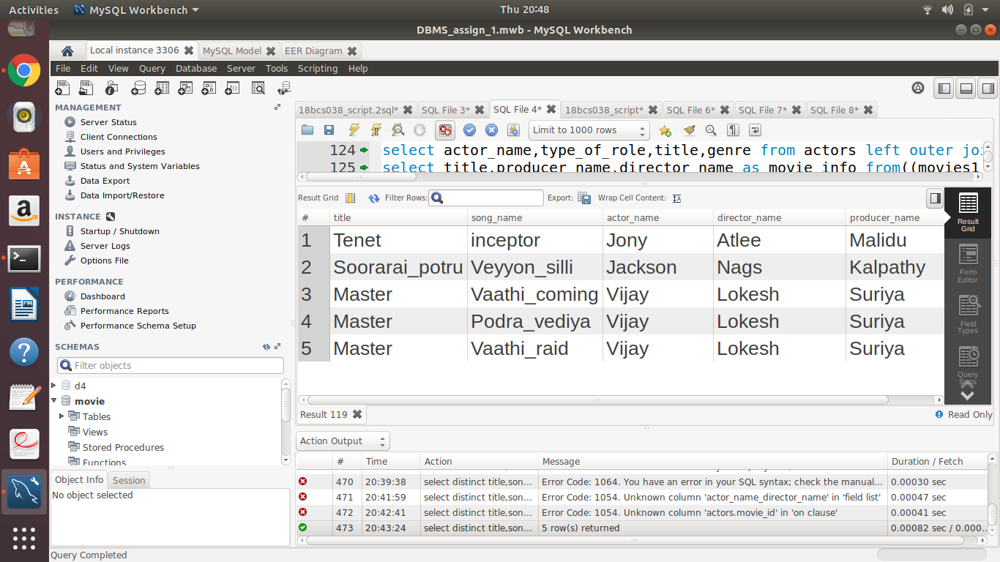 Activities MySQL Workbench Thu 20:48
DBMS_assign_1.mwb - MySQL Workbench
Local instance 3306 MySQL Model EER Diagram
File Edit View Query Database Server Tools Scripting Help
MANAGEMENT
Server Status
Client Connections
Users and Privileges
Status and System Variables
Data Export
Data Import/Restore
INSTANCE
Startup / Shutdown
Server Logs
Options File
PERFORMANCE
Dashboard
Performance Reports
Performance Schema Setup
SCHEMAS
Filter objects
d4
movie
Tables
Views
Stored Procedures
Functions
Object Info Session
No object selected
18bcs038_script.2sql* SQL File 3* SQL File 4* 18bcs038_script* SQL File 6* SQL File 7* SQL File 8*
Limit to 1000 rows
124 select actor_name,type_of_role,title,genre from actors left outer joi
125 select title,producer_name,director_name as movie_info from((movies1
Result Grid Filter Rows: Export: Wrap Cell Content:
# title song_name actor_name director_name producer_name
1 Tenet inceptor Jony Atlee Malidu
2 Soorarai_potru Veyyon_silli Jackson Nags Kalpathy
3 Master Vaathi_coming Vijay Lokesh Suriya
4 Master Podra_vediya Vijay Lokesh Suriya
5 Master Vaathi_raid Vijay Lokesh Suriya
Result Grid
Form Editor
Field Types
Query Stats
Result 119 Read Only
Action Output
# Time Action Message Duration / Fetch
470 20:39:38 select distinct title,son... Error Code: 1064. You have an error in your SQL syntax; check the manual... 0.00030 sec
471 20:41:59 select distinct title,son... Error Code: 1054. Unknown column 'actor_name_director_name' in 'field list' 0.00047 sec
472 20:42:41 select distinct title,son... Error Code: 1054. Unknown column 'actors.movie_id' in 'on clause' 0.00041 sec
473 20:43:24 select distinct title,son... 5 row(s) returned 0.00082 sec / 0.000...
Query Completed